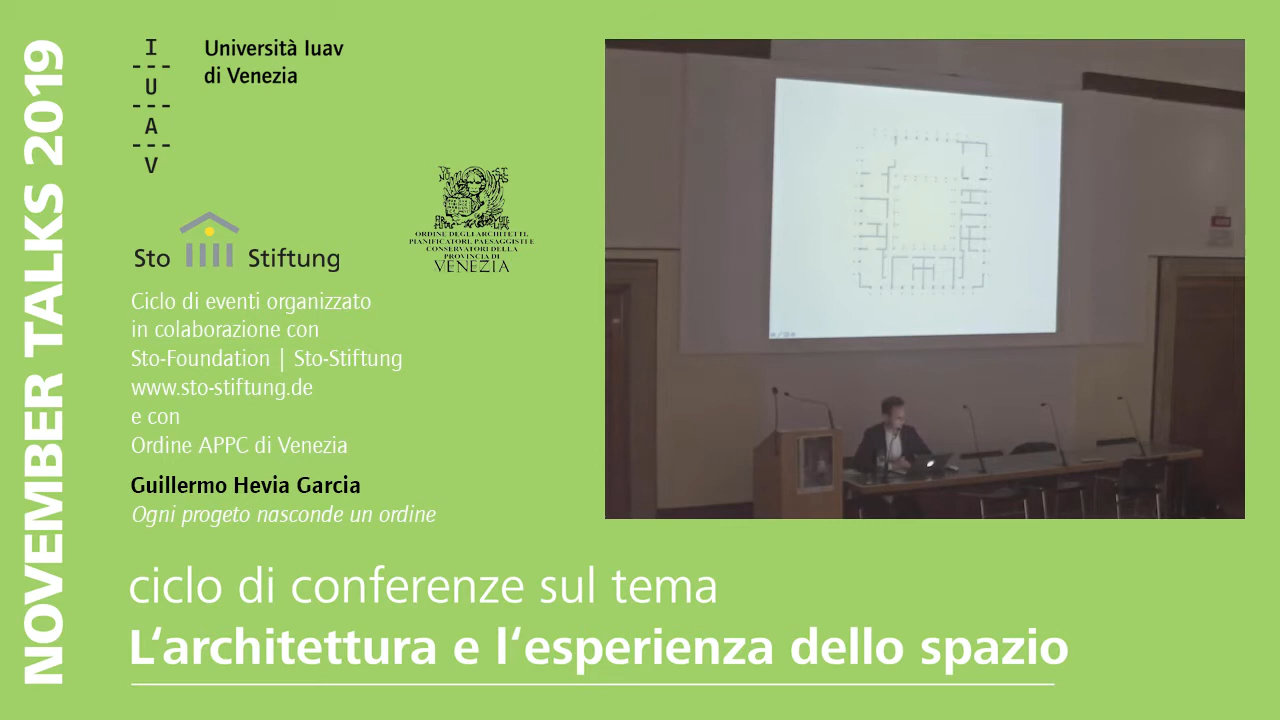 NOVEMBER TALKS 2019
I
U
A
V
Università Iuav
di Venezia
Sto Stiftung
ORDINE DEGLI ARCHITETTI,
PIANIFICATORI, PAESAGGISTI E
CONSERVATORI DELLA
PROVINCIA DI
VENEZIA
Ciclo di eventi organizzato
in colaborazione con
Sto-Foundation | Sto-Stiftung
www.sto-stiftung.de
e con
Ordine APPC di Venezia
Guillermo Hevia Garcia
Ogni progeto nasconde un ordine
ciclo di conferenze sul tema
L‘architettura e l‘esperienza dello spazio